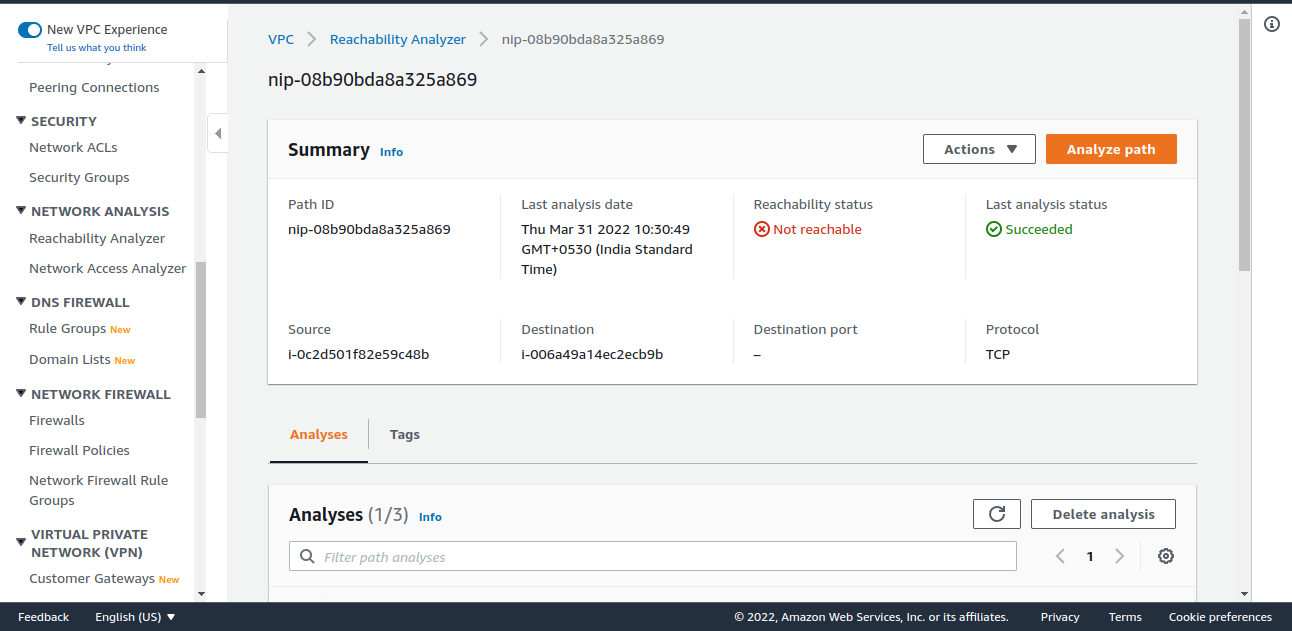 New VPC Experience
Tell us what you think
Peering Connections
SECURITY
Network ACLs
Security Groups
NETWORK ANALYSIS
Reachability Analyzer
Network Access Analyzer
DNS FIREWALL
Rule Groups New
Domain Lists New
NETWORK FIREWALL
Firewalls
Firewall Policies
Network Firewall Rule
Groups
VIRTUAL PRIVATE
NETWORK (VPN)
Customer Gateways New
VPC
Reachability Analyzer
nip-08b90bda8a325a869
nip-08b90bda8a325a869
Summary Info
Actions
Analyze path
Path ID
nip-08b90bda8a325a869
Last analysis date
Thu Mar 31 2022 10:30:49
GMT+0530 (India Standard
Time)
Reachability status
Not reachable
Last analysis status
Succeeded
Source
i-0c2d501f82e59c48b
Destination
i-006a49a14ec2ecb9b
Destination port
–
Protocol
TCP
Analyses
Tags
Analyses (1/3) Info
Delete analysis
Filter path analyses
1
Feedback
English (US)
© 2022, Amazon Web Services, Inc. or its affiliates.
Privacy
Terms
Cookie preferences